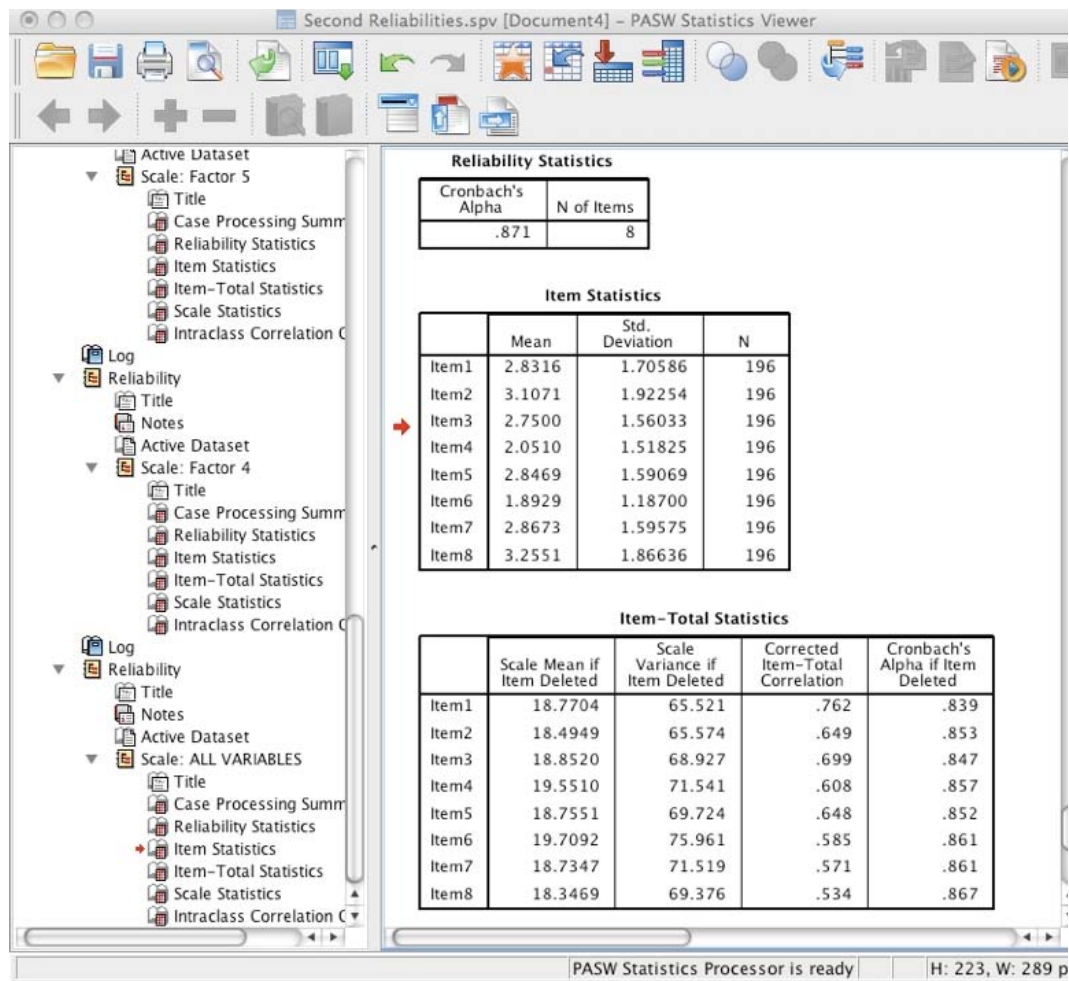 Second Reliabilities.spv [Document4] – PASW Statistics Viewer
Active Dataset
Scale: Factor 5
Title
Case Processing Summ
Reliability Statistics
Item Statistics
Item-Total Statistics
Scale Statistics
Intraclass Correlation C
Log
Reliability
Title
Notes
Active Dataset
Scale: Factor 4
Title
Case Processing Summ
Reliability Statistics
Item Statistics
Item-Total Statistics
Scale Statistics
Intraclass Correlation C
Log
Reliability
Title
Notes
Active Dataset
Scale: ALL VARIABLES
Title
Case Processing Summ
Reliability Statistics
Item Statistics
Item-Total Statistics
Scale Statistics
Intraclass Correlation C
Reliability Statistics
Cronbach's
Alpha N of Items
.871 8
Item Statistics
Mean Std. Deviation N
Item1 2.8316 1.70586 196
Item2 3.1071 1.92254 196
Item3 2.7500 1.56033 196
Item4 2.0510 1.51825 196
Item5 2.8469 1.59069 196
Item6 1.8929 1.18700 196
Item7 2.8673 1.59575 196
Item8 3.2551 1.86636 196
Item-Total Statistics
Scale Mean if Item Deleted Scale Variance if Item Deleted Corrected Item-Total Correlation Cronbach's Alpha if Item Deleted
Item1 18.7704 65.521 .762 .839
Item2 18.4949 65.574 .649 .853
Item3 18.8520 68.927 .699 .847
Item4 19.5510 71.541 .608 .857
Item5 18.7551 69.724 .648 .852
Item6 19.7092 75.961 .585 .861
Item7 18.7347 71.519 .571 .861
Item8 18.3469 69.376 .534 .867
PASW Statistics Processor is ready H: 223, W: 289 p